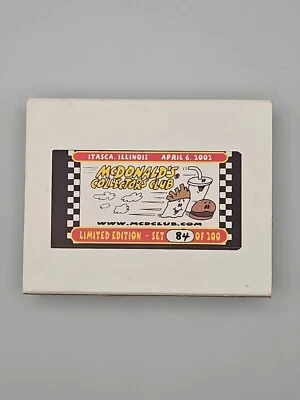 ITASCA, ILLINOIS APRIL 6, 2002
McDONALD'S
COLLECTORS CLUB
WWW.MCDCLUB.COM
LIMITED EDITION - SET 84 OF 200